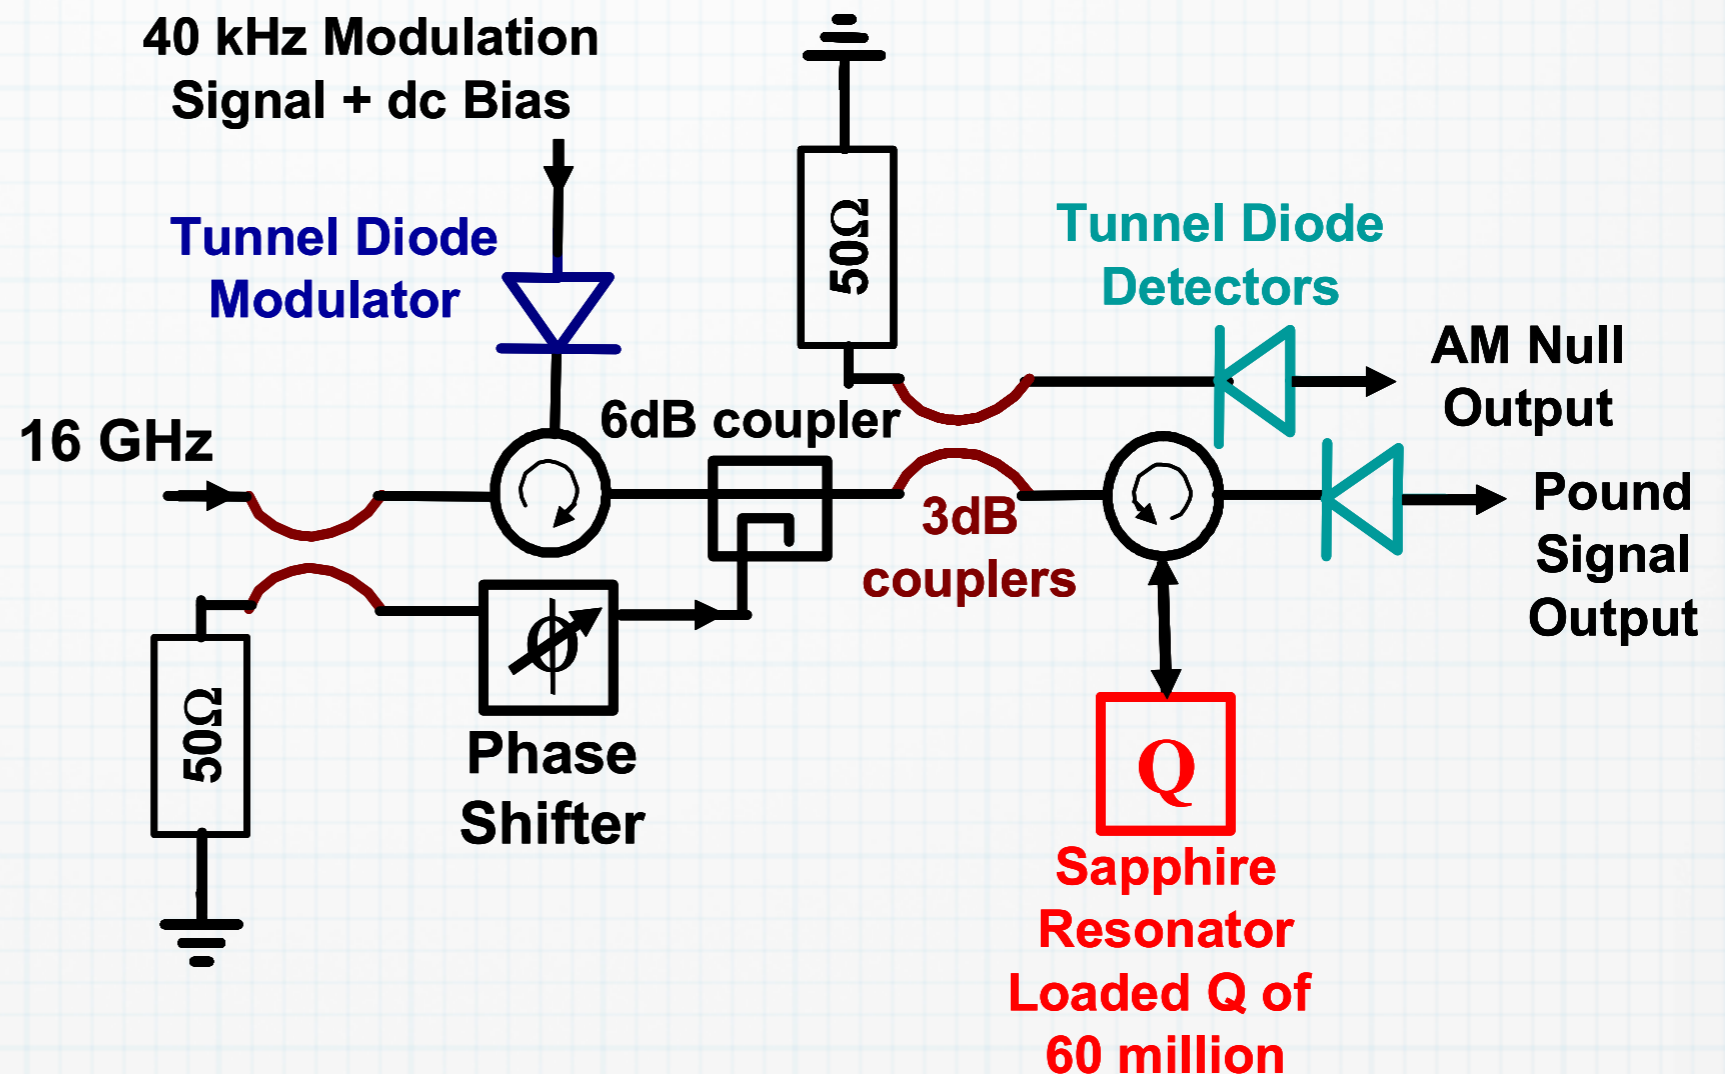 40 kHz Modulation
Signal + dc Bias
Tunnel Diode
Modulator
50Ω
Tunnel Diode
Detectors
AM Null
Output
16 GHz
6dB coupler
3dB
couplers
Pound
Signal
Output
50Ω
ϕ
Phase
Shifter
Q
Sapphire
Resonator
Loaded Q of
60 million